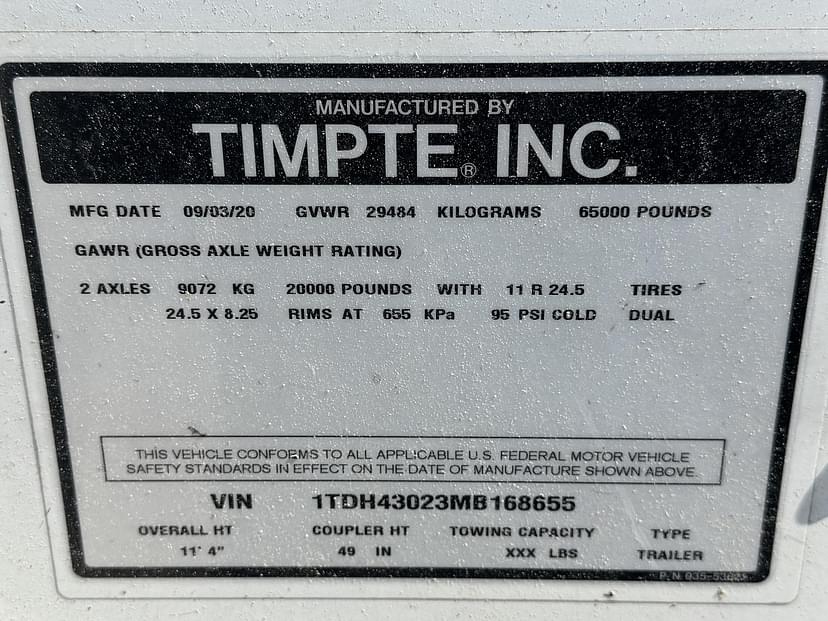 MANUFACTURED BY
TIMPTE® INC.
MFG DATE 09/03/20 GVWR 29484 KILOGRAMS 65000 POUNDS
GAWR (GROSS AXLE WEIGHT RATING)
2 AXLES 9072 KG 20000 POUNDS WITH 11 R 24.5 TIRES
24.5 X 8.25 RIMS AT 655 KPa 95 PSI COLD DUAL
THIS VEHICLE CONFORMS TO ALL APPLICABLE U.S. FEDERAL MOTOR VEHICLE
SAFETY STANDARDS IN EFFECT ON THE DATE OF MANUFACTURE SHOWN ABOVE.
VIN 1TDH43023MB168655
OVERALL HT COUPLER HT TOWING CAPACITY TYPE
11' 4" 49 IN XXX LBS TRAILER
P.N.